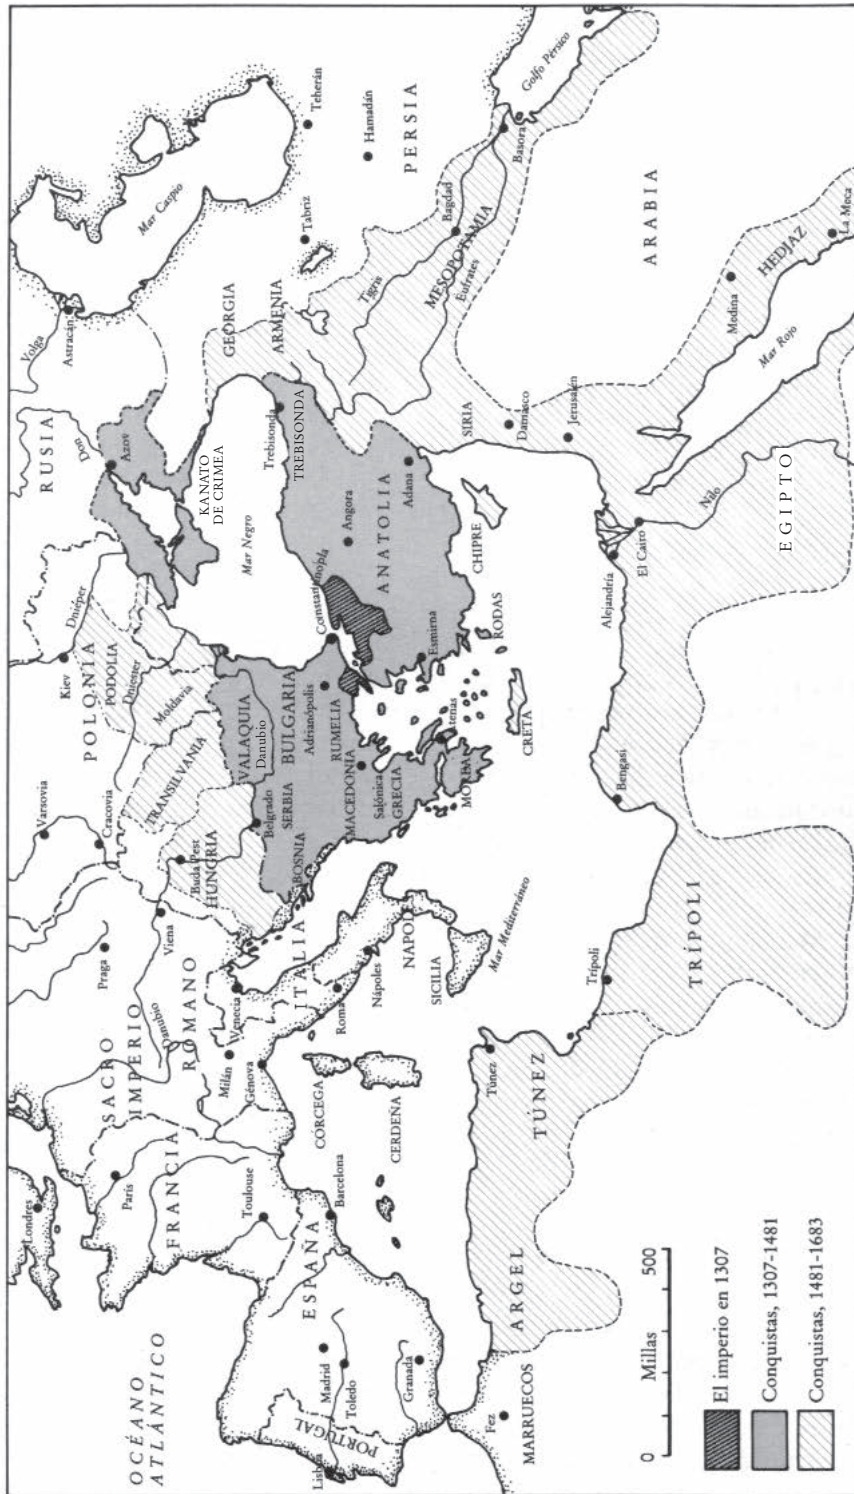 OCÉANO
ATLÁNTICO
Londres
París
FRANCIA
Toulouse
SACRO
IMPERIO
ROMANO
Praga
Danubio
Viena
Milán
Génova
Venecia
ITALIA
Roma
Nápoles
NÁPOLES
SICILIA
CÓRCEGA
CERDEÑA
ESPAÑA
Barcelona
Madrid
Toledo
Granada
PORTUGAL
Lisboa
Fez
MARRUECOS
ARGEL
Túnez
TÚNEZ
Trípoli
TRÍPOLI
Mar Mediterráneo
Varsovia
Cracovia
POLONIA
PODOLIA
Kiev
Dniéper
Dniester
Moldavia
TRANSILVANIA
Buda Pest
HUNGRIA
VALAQUIA
Danubio
Belgrado
SERBIA
BOSNIA
BULGARIA
Adrianópolis
RUMELIA
MACEDONIA
Salónica
GRECIA
Atenas
MOREA
CRETA
RODAS
CHIPRE
Constantinopla
Esmirna
Angora
ANATOLIA
Adana
Mar Negro
Trebisonda
TREBISONDA
KANATO
DE CRIMEA
RUSIA
Don
Azov
Volga
Astracán
Mar Caspio
GEORGIA
ARMENIA
Tabriz
Teherán
Hamadán
PERSIA
Tigris
Bagdad
MESOPOTAMIA
Eufrates
Basora
Golfo Pérsico
SIRIA
Damasco
Jerusalén
ARABIA
Medina
HEDJAZ
La Meca
Mar Rojo
Nilo
EGIPTO
El Cairo
Alejandría
Bengasi
0 Millas 500
El imperio en 1307
Conquistas, 1307-1481
Conquistas, 1481-1683